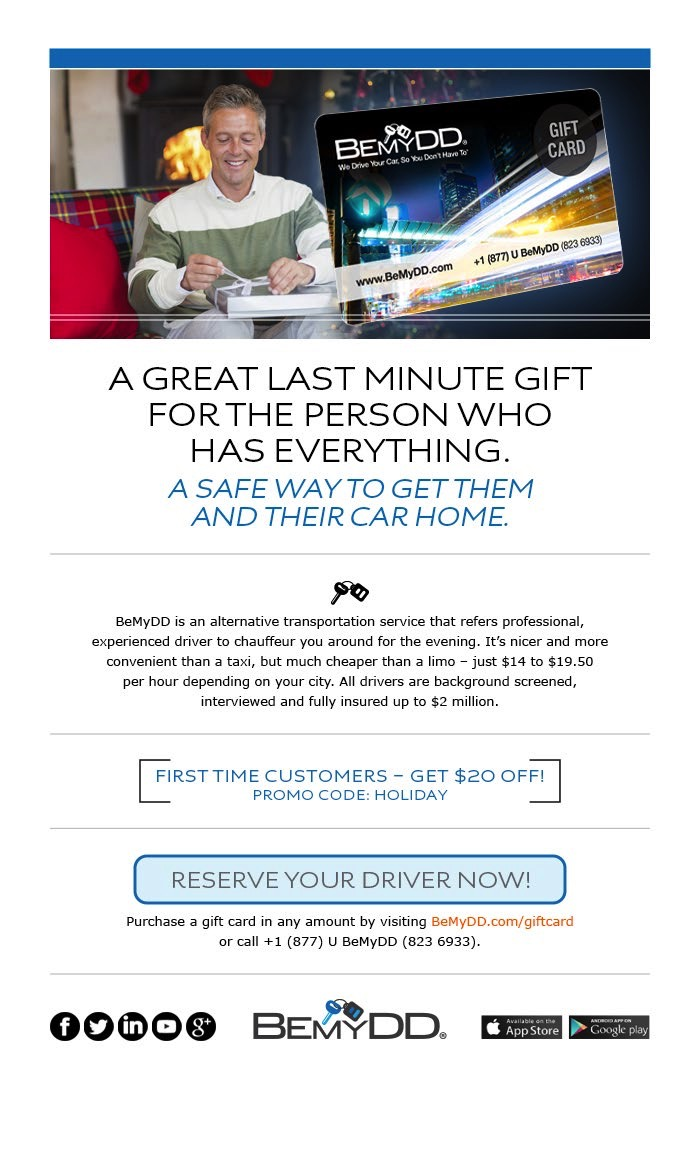 BEMYDD®
We Drive Your Car, So You Don't Have To™
GIFT
CARD
www.BeMyDD.com
+1 (877) U BeMyDD (823 6933)
A GREAT LAST MINUTE GIFT
FOR THE PERSON WHO
HAS EVERYTHING.
A SAFE WAY TO GET THEM
AND THEIR CAR HOME.
BeMyDD is an alternative transportation service that refers professional,
experienced driver to chauffeur you around for the evening. It's nicer and more
convenient than a taxi, but much cheaper than a limo – just $14 to $19.50
per hour depending on your city. All drivers are background screened,
interviewed and fully insured up to $2 million.
FIRST TIME CUSTOMERS – GET $20 OFF!
PROMO CODE: HOLIDAY
RESERVE YOUR DRIVER NOW!
Purchase a gift card in any amount by visiting BeMyDD.com/giftcard
or call +1 (877) U BeMyDD (823 6933).
f in You Tube g+
BEMYDD®
Available on the
App Store
ANDROID APP ON
Google play